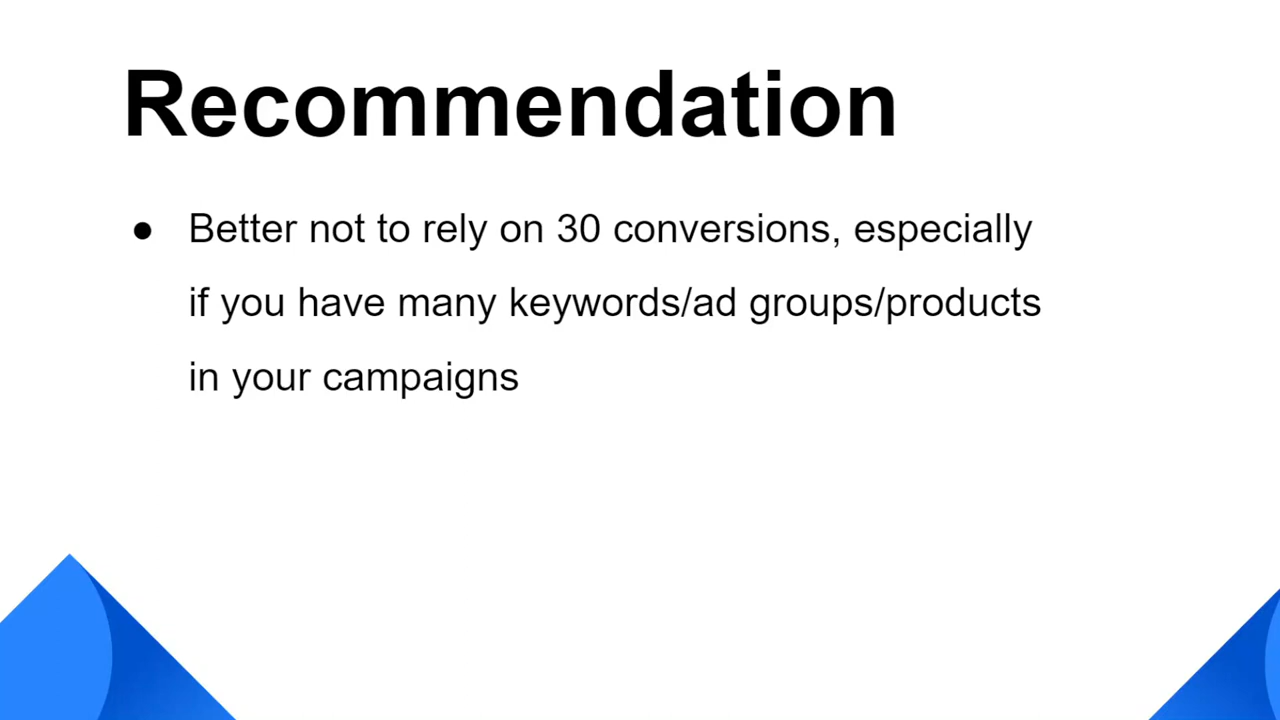 Recommendation
● Better not to rely on 30 conversions, especially
if you have many keywords/ad groups/products
in your campaigns